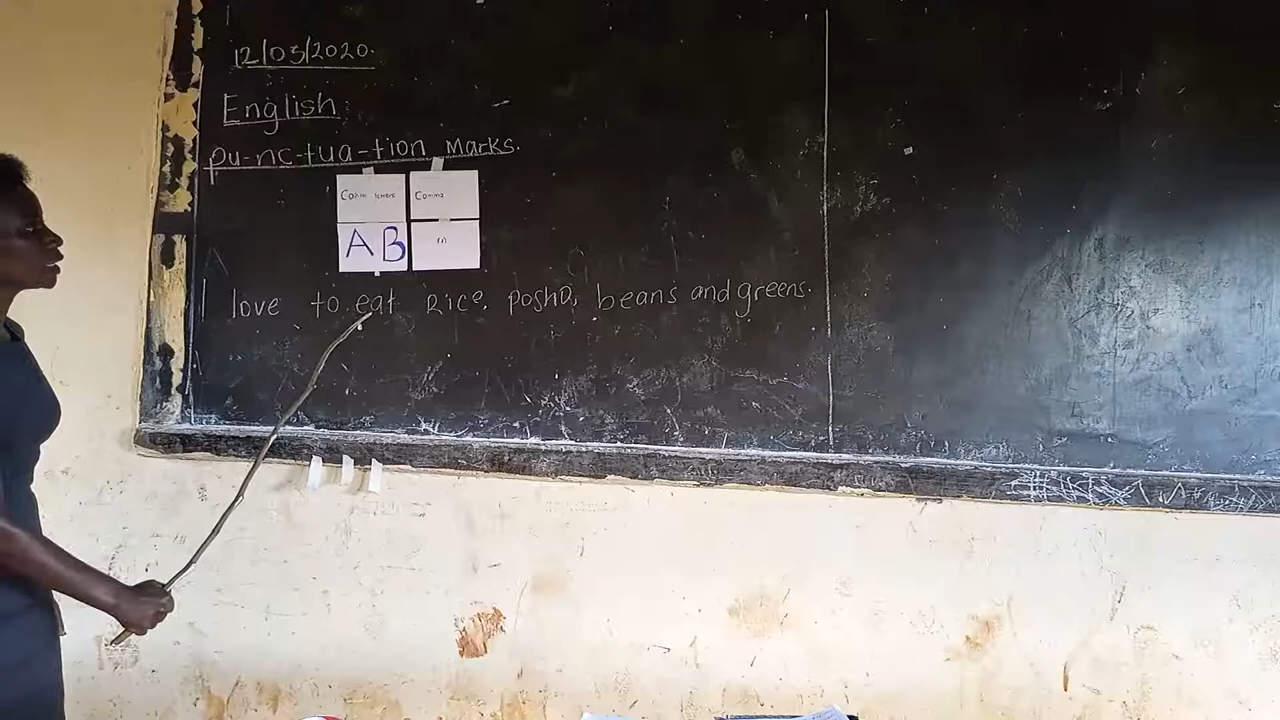 12/03/2020.
English
pu-nc-tua-tion Marks.
Capital letters
Comma
A B
I love to eat Rice, posho, beans and greens.